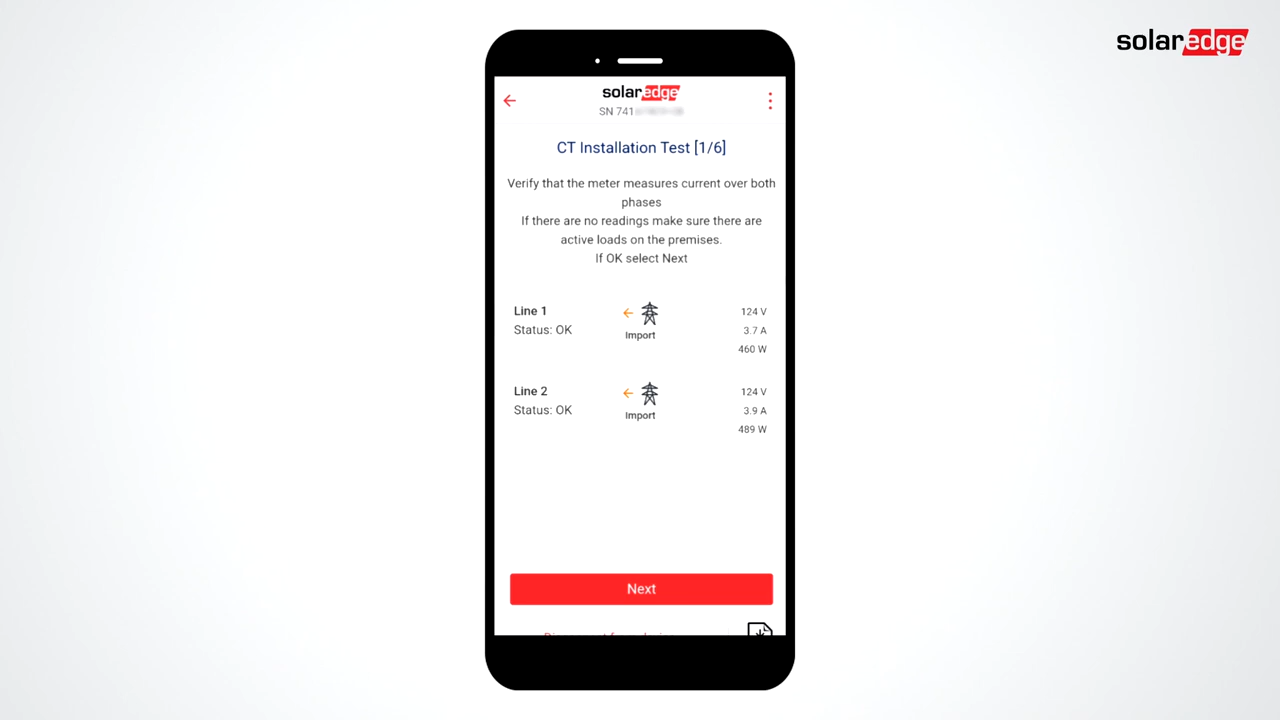 solaredge
solaredge
SN 741
CT Installation Test [1/6]
Verify that the meter measures current over both
phases
If there are no readings make sure there are
active loads on the premises.
If OK select Next
Line 1
Status: OK
Import
124 V
3.7 A
460 W
Line 2
Status: OK
Import
124 V
3.9 A
489 W
Next